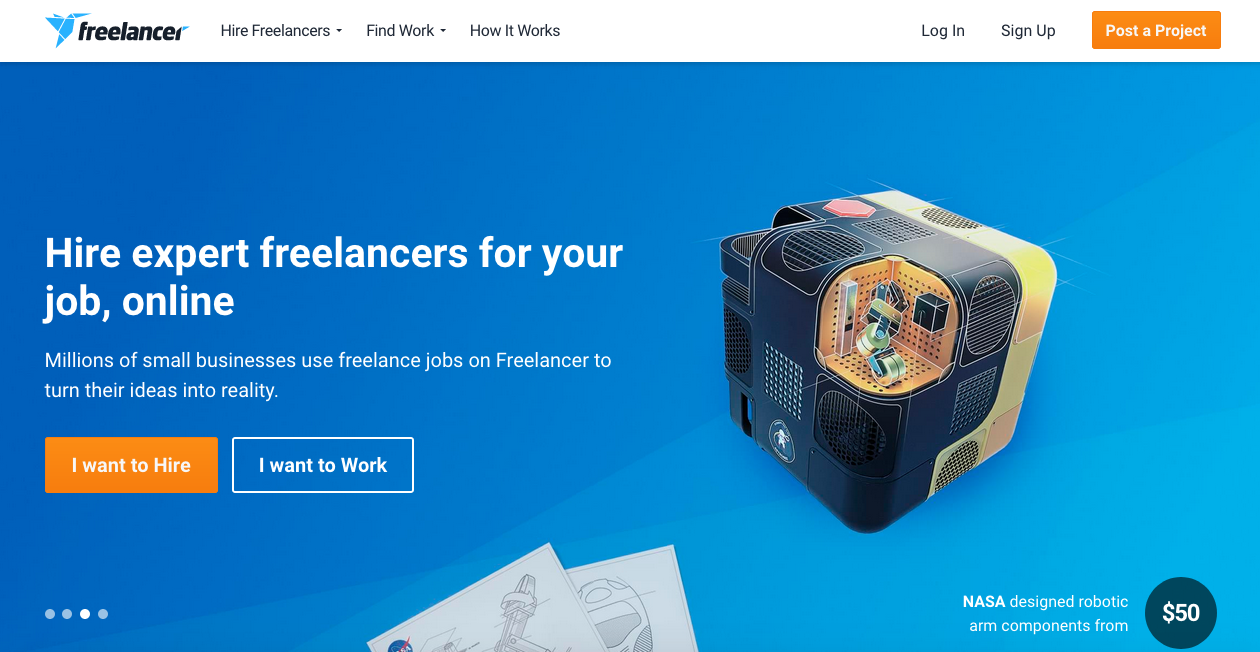 freelancer
Hire Freelancers
Find Work
How It Works
Log In
Sign Up
Post a Project
Hire expert freelancers for your
job, online
Millions of small businesses use freelance jobs on Freelancer to
turn their ideas into reality.
I want to Hire
I want to Work
NASA designed robotic
arm components from
$50